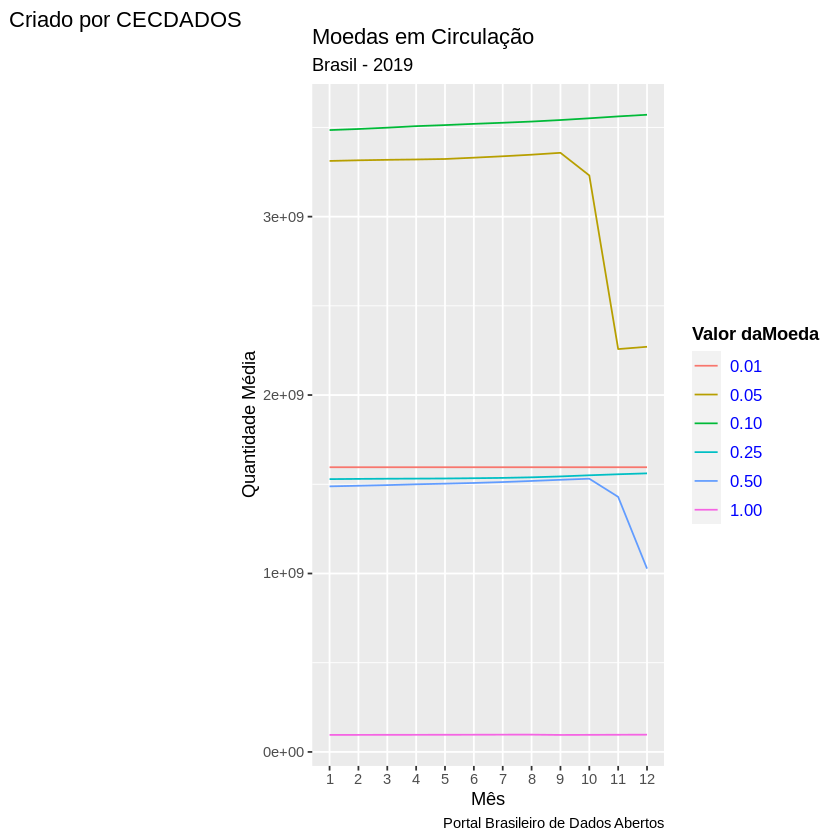 Criado por CECDADOS
Moedas em Circulação
Brasil - 2019
Quantidade Média
3e+09
2e+09
1e+09
0e+00
1 2 3 4 5 6 7 8 9 10 11 12
Mês
Portal Brasileiro de Dados Abertos
Valor daMoeda
0.01
0.05
0.10
0.25
0.50
1.00